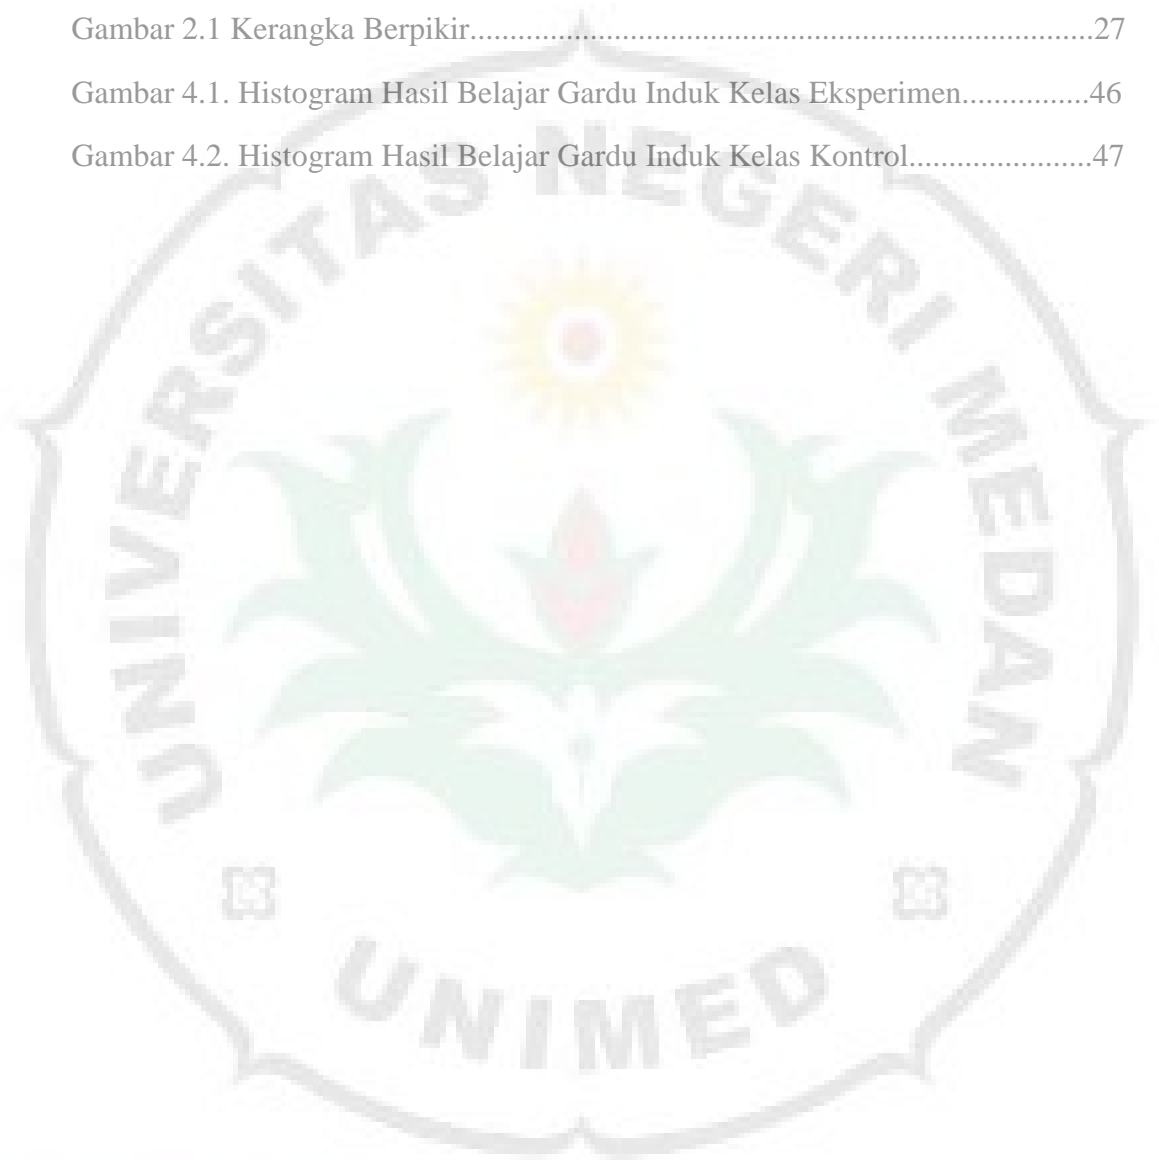 Gambar 2.1 Kerangka Berpikir..............................................................................27
Gambar 4.1. Histogram Hasil Belajar Gardu Induk Kelas Eksperimen................46
Gambar 4.2. Histogram Hasil Belajar Gardu Induk Kelas Kontrol.......................47
UNIVERSITAS NEGERI MEDAN
UNIMED